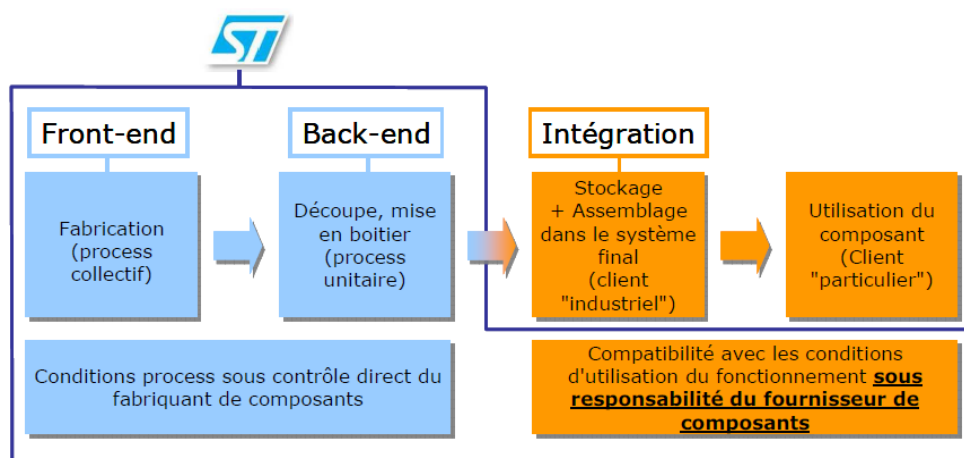 ST
Front-end
Back-end
Intégration
Fabrication
(process
collectif)
Découpe, mise
en boitier
(process
unitaire)
Stockage
+ Assemblage
dans le système
final
(client
"industriel")
Utilisation du
composant
(Client
"particulier")
Conditions process sous contrôle direct du
fabriquant de composants
Compatibilité avec les conditions
d'utilisation du fonctionnement sous
responsabilité du fournisseur de
composants